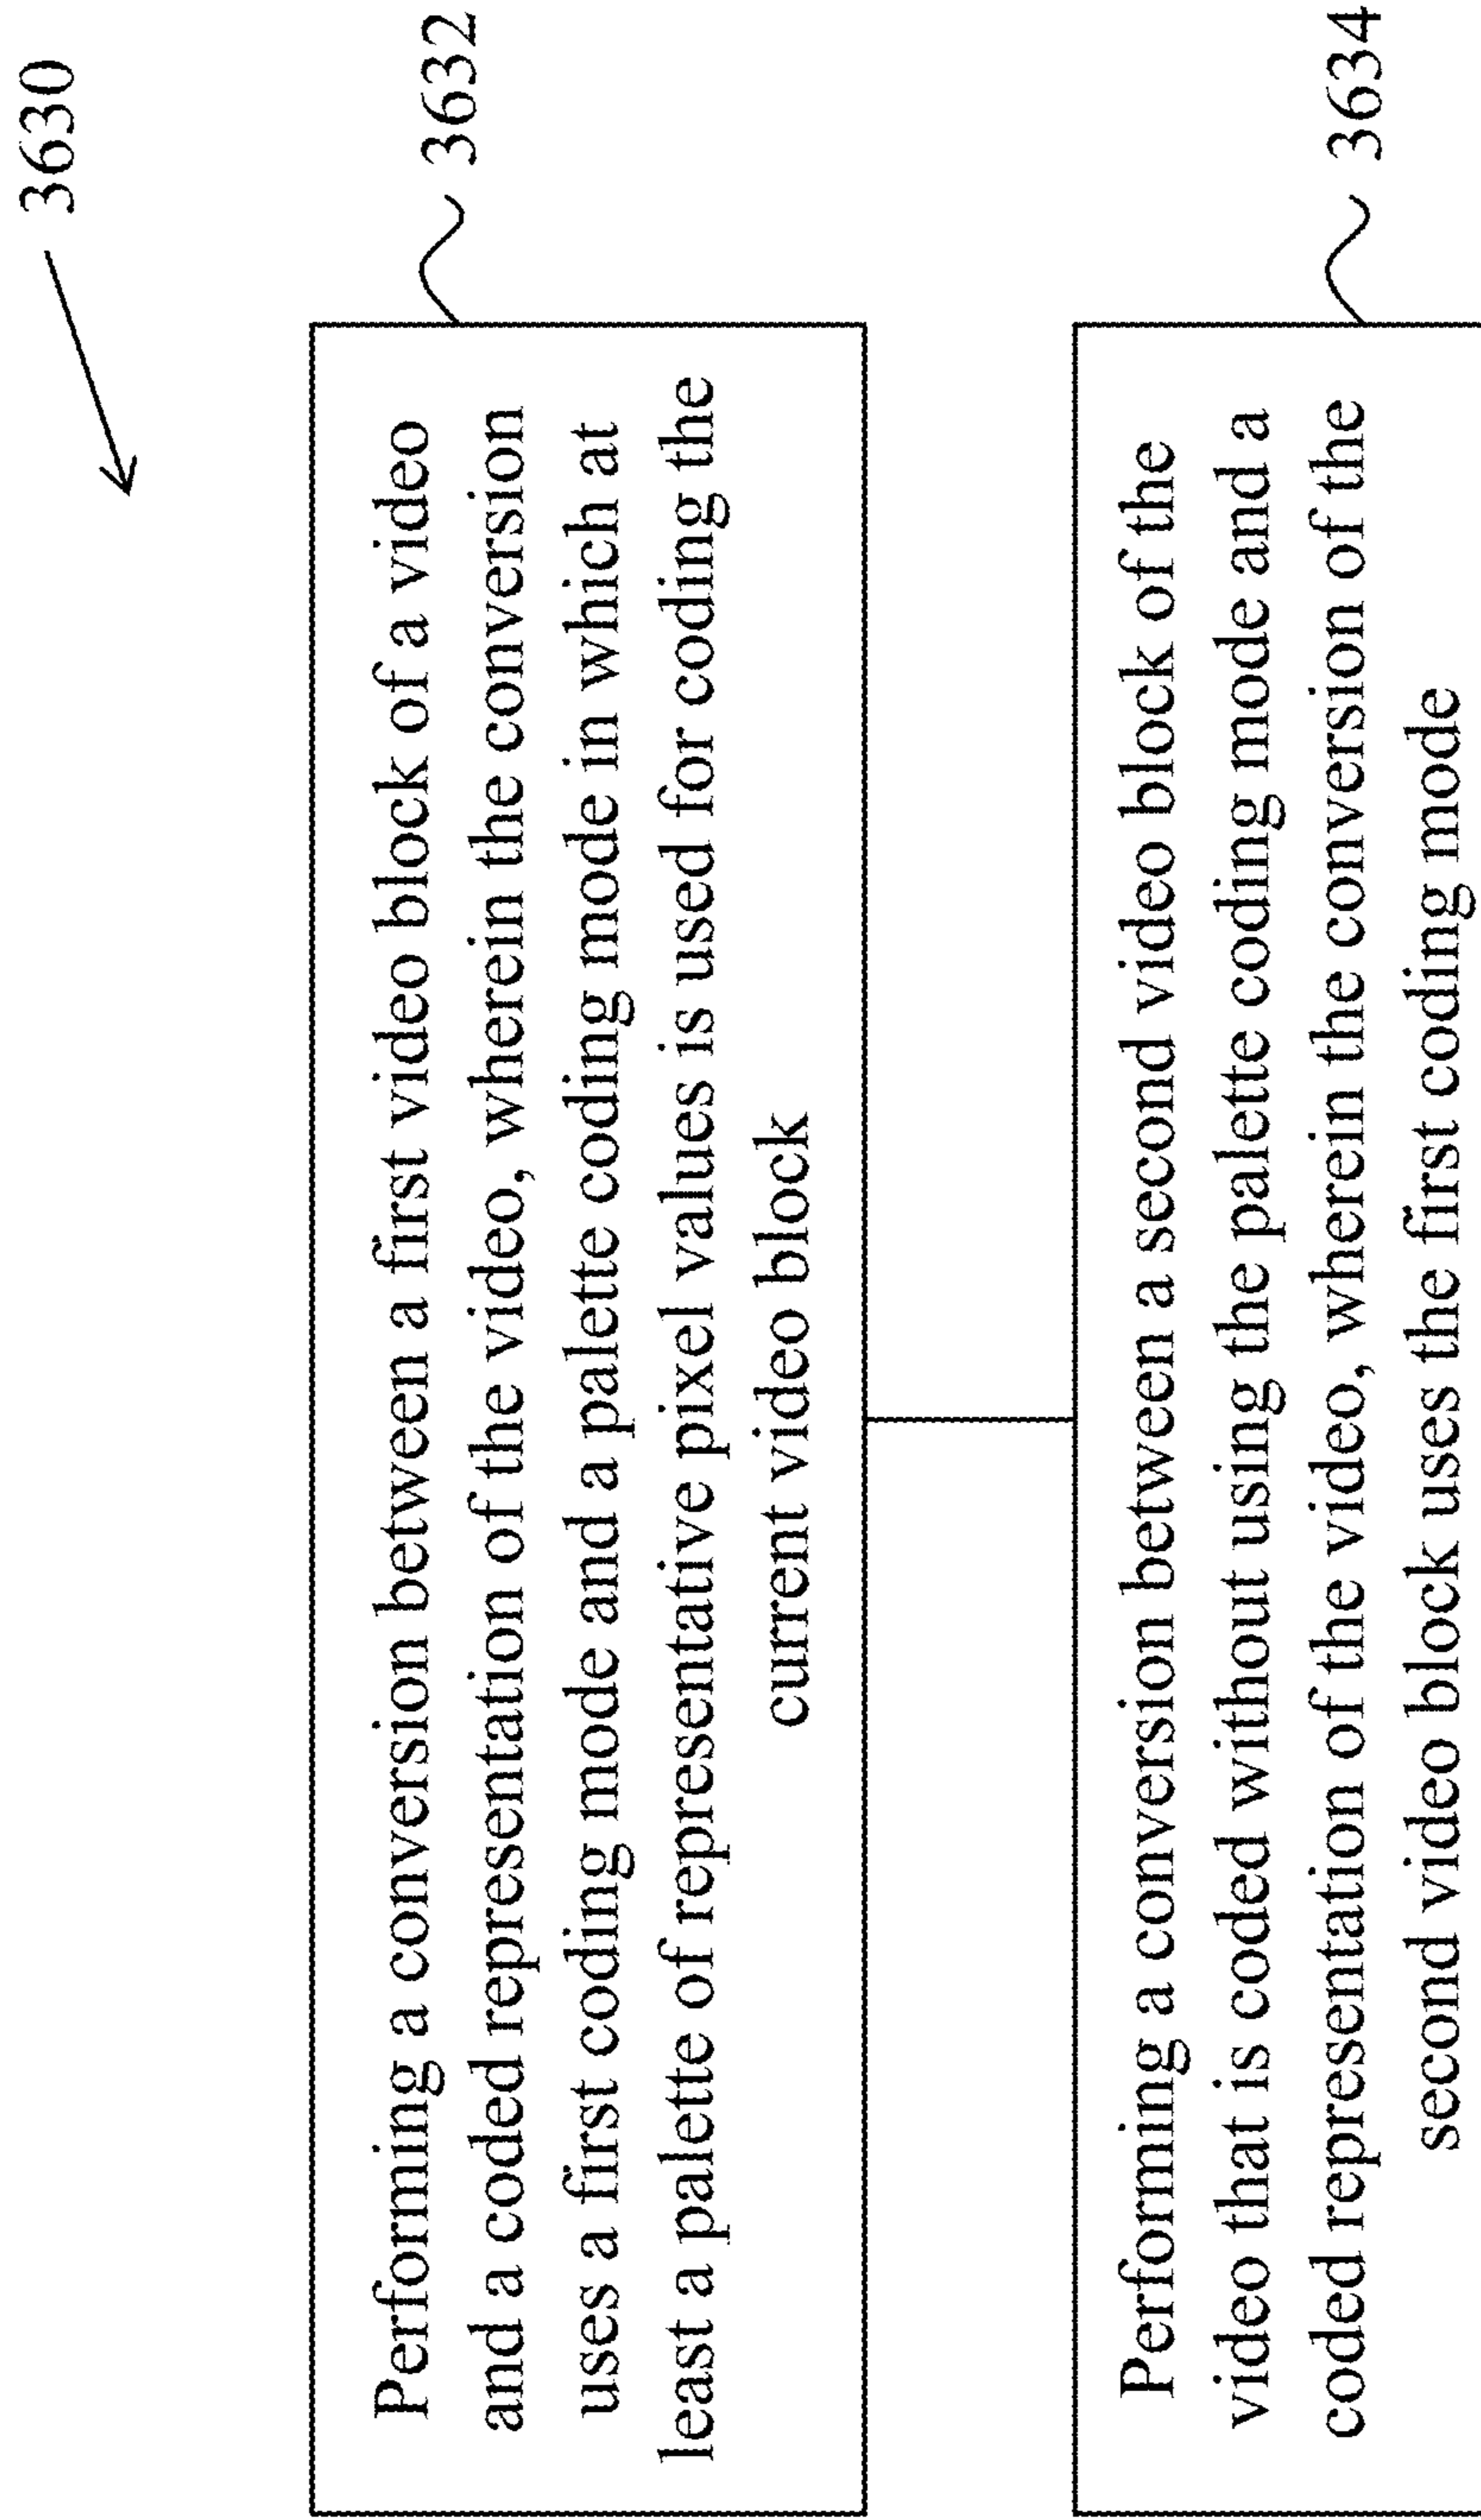 3630
Performing a conversion between a first video block of a video
and a coded representation of the video, wherein the conversion
uses a first coding mode and a palette coding mode in which at
least a palette of representative pixel values is used for coding the
current video block
3632
Performing a conversion between a second video block of the
video that is coded without using the palette coding mode and a
coded representation of the video, wherein the conversion of the
second video block uses the first coding mode
3634